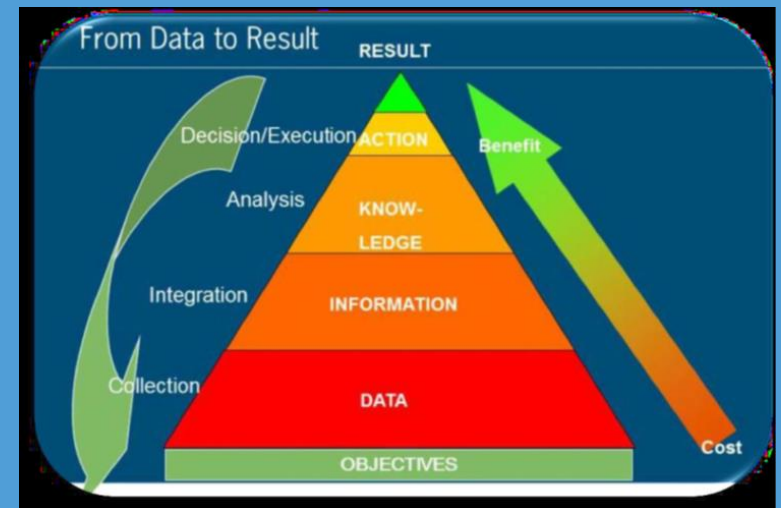 From Data to Result
RESULT
Decision/Execution
ACTION
Benefit
Analysis
KNOW-
LEDGE
Integration
INFORMATION
Collection
DATA
Cost
OBJECTIVES